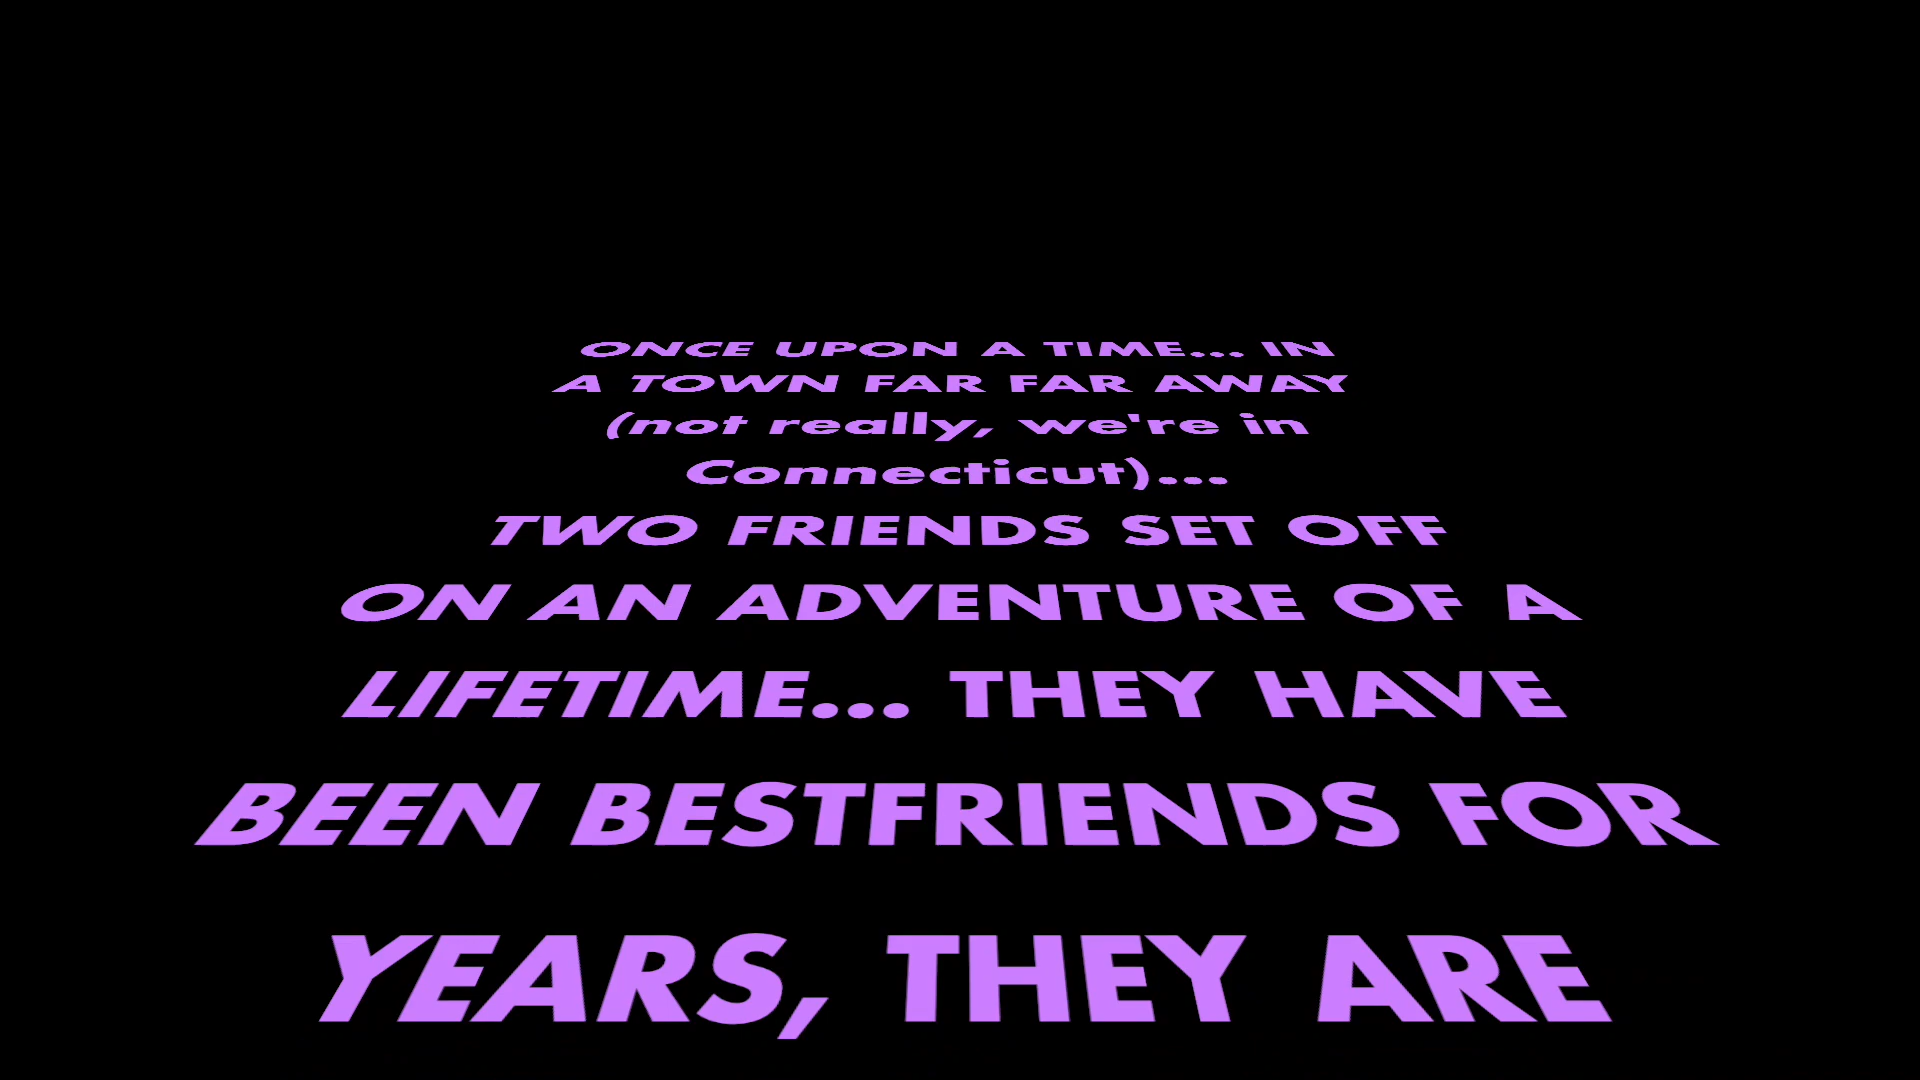 ONCE UPON A TIME... IN
A TOWN FAR FAR AWAY
(not really, we're in
Connecticut)...
TWO FRIENDS SET OFF
ON AN ADVENTURE OF A
LIFETIME... THEY HAVE
BEEN BESTFRIENDS FOR
YEARS, THEY ARE